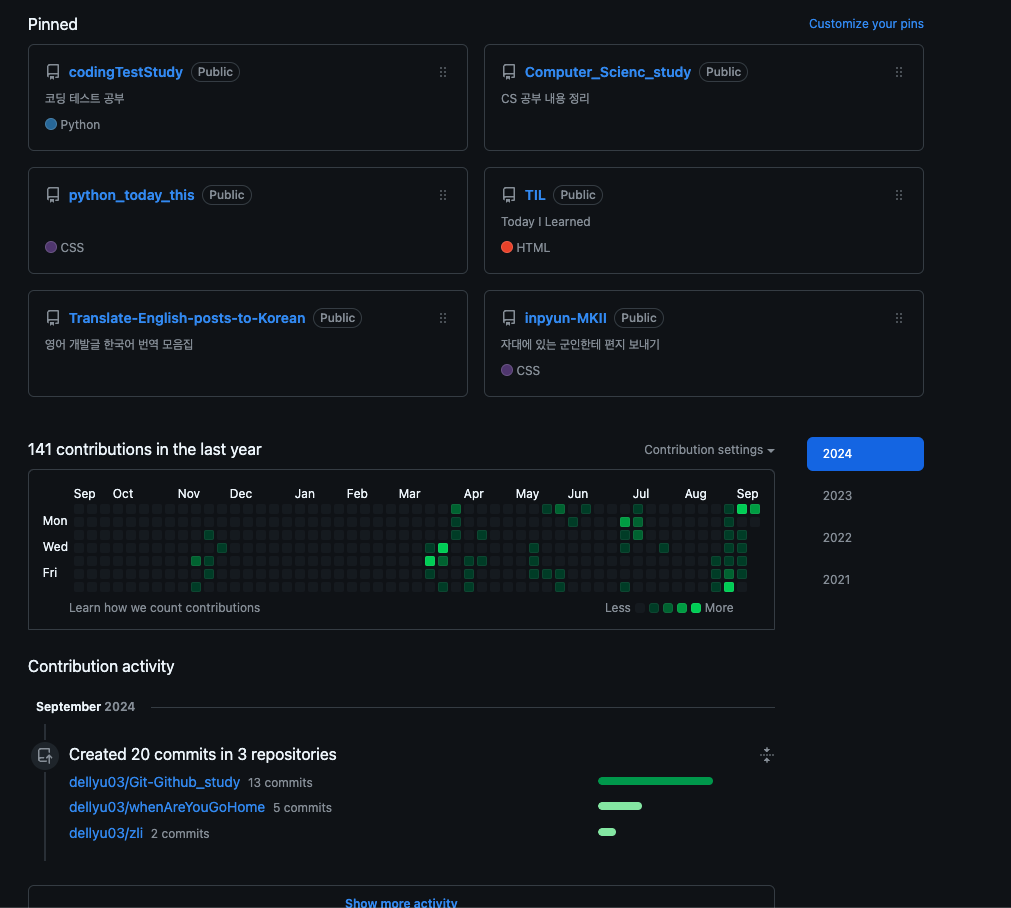 Pinned
Customize your pins
codingTestStudy Public
코딩 테스트 공부
Python
Computer_Scienc_study Public
CS 공부 내용 정리
python_today_this Public
CSS
TIL Public
Today I Learned
HTML
Translate-English-posts-to-Korean Public
영어 개발글 한국어 번역 모음집
inpyun-MKII Public
자대에 있는 군인한테 편지 보내기
CSS
141 contributions in the last year
Contribution settings
2024
2023
2022
2021
Sep Oct Nov Dec Jan Feb Mar Apr May Jun Jul Aug Sep
Mon
Wed
Fri
Learn how we count contributions
Less More
Contribution activity
September 2024
Created 20 commits in 3 repositories
dellyu03/Git-Github_study 13 commits
dellyu03/whenAreYouGoHome 5 commits
dellyu03/zli 2 commits
Show more activity